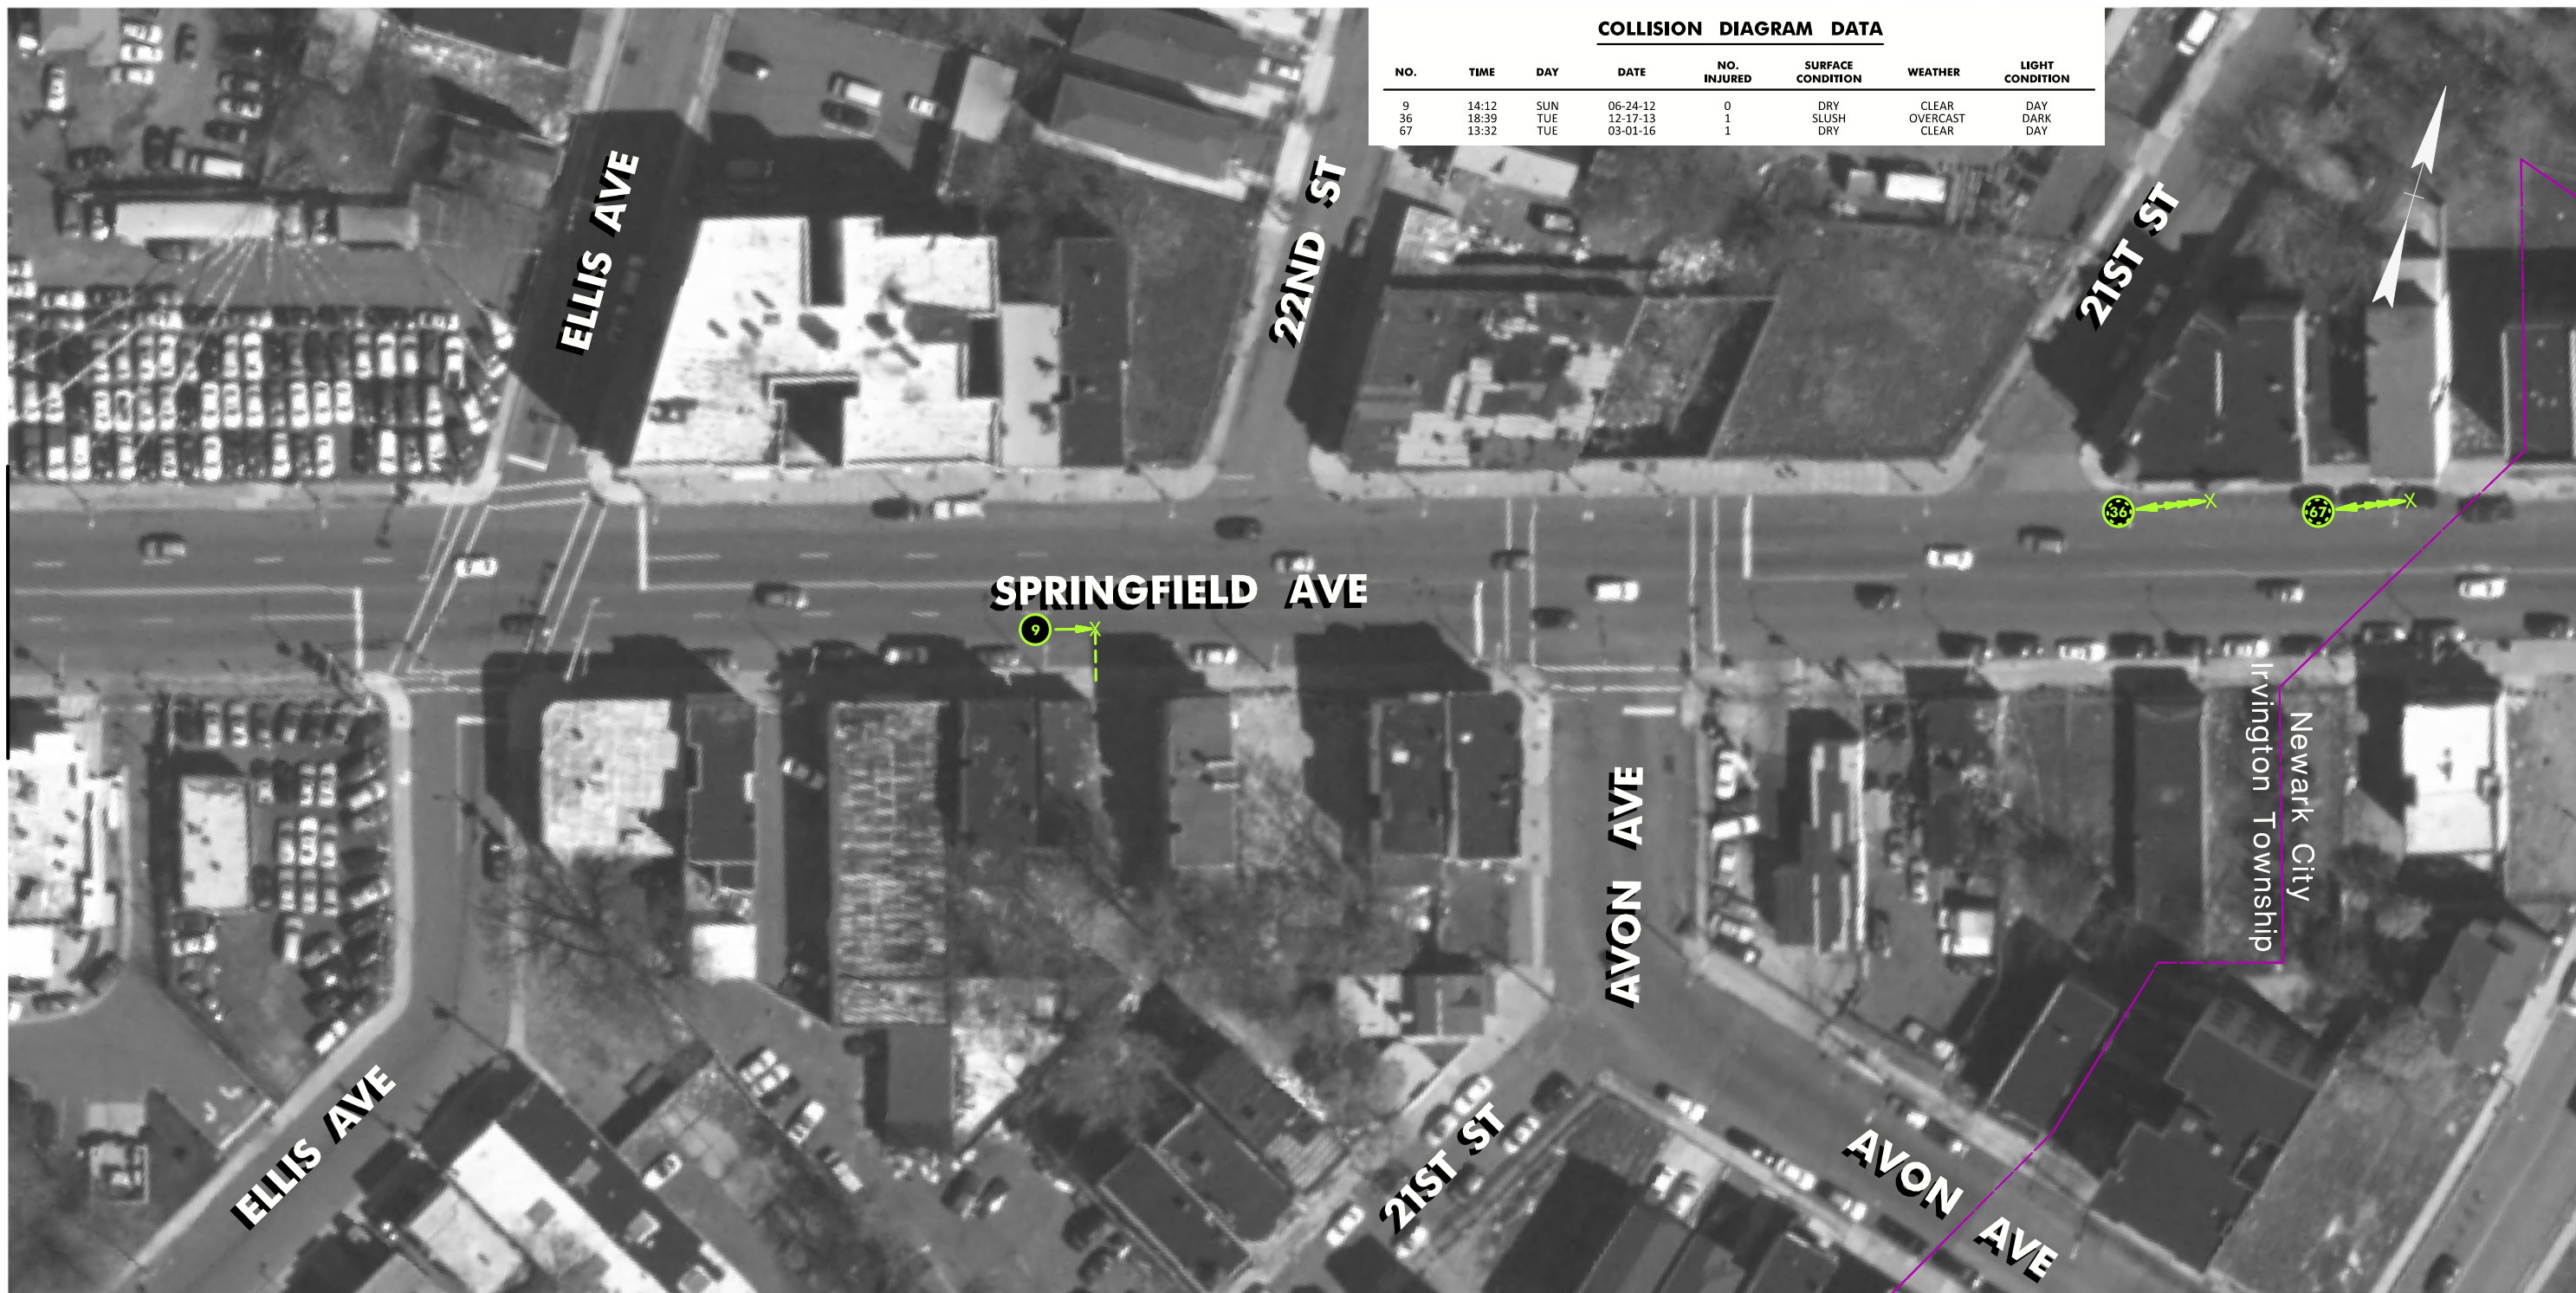 COLLISION DIAGRAM DATA
NO. TIME DAY DATE NO. INJURED SURFACE CONDITION WEATHER LIGHT CONDITION
9 14:12 SUN 06-24-12 0 DRY CLEAR DAY
36 18:39 TUE 12-17-13 1 SLUSH OVERCAST DARK
67 13:32 TUE 03-01-16 1 DRY CLEAR DAY
ELLIS AVE
22ND ST
21ST ST
36
67
SPRINGFIELD AVE
9
Irvington Township
Newark City
AVON AVE
ELLIS AVE
21ST ST
AVON AVE